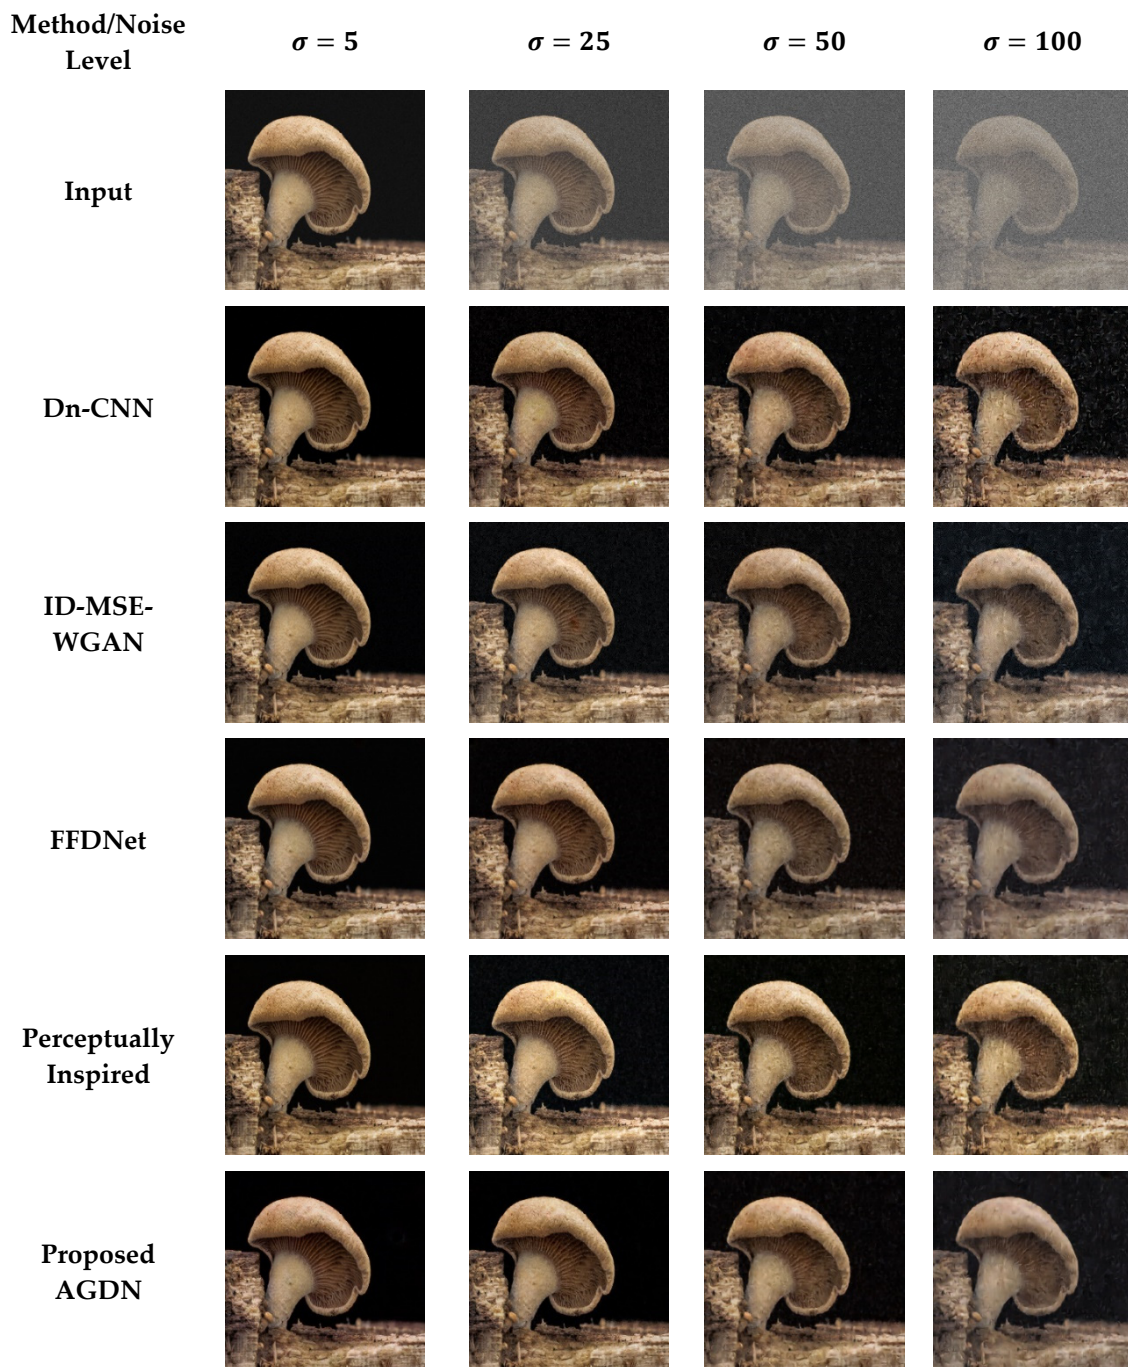 Method/Noise
Level
σ = 5
σ = 25
σ = 50
σ = 100
Input
Dn-CNN
ID-MSE-
WGAN
FFDNet
Perceptually
Inspired
Proposed
AGDN